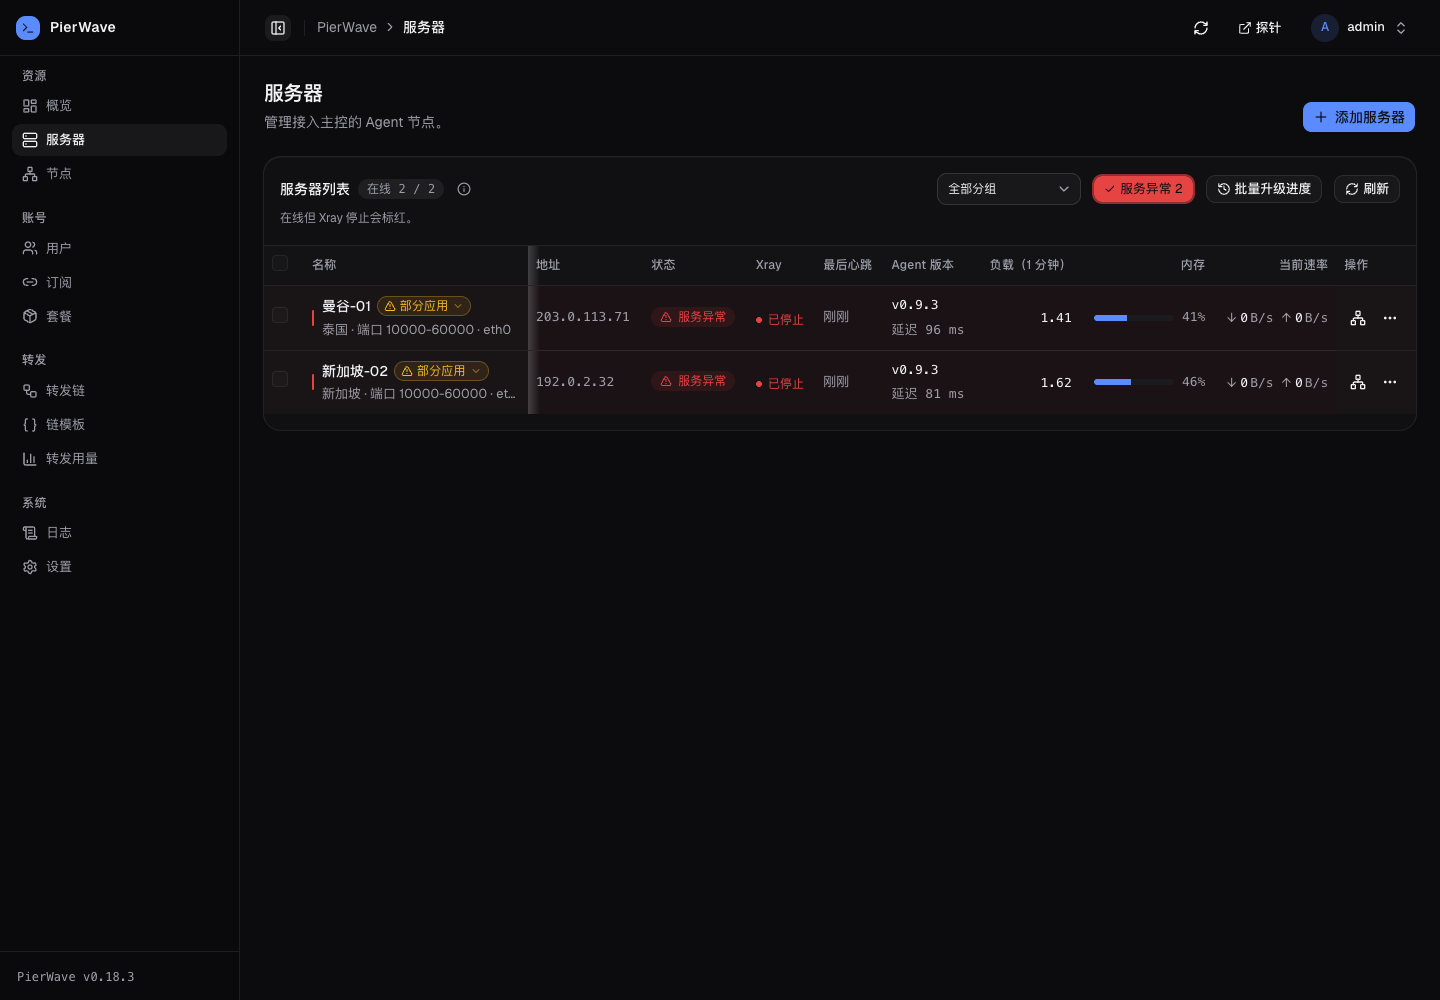 PierWave
PierWave > 服务器
探针
A admin
资源
概览
服务器
节点
账号
用户
订阅
套餐
转发
转发链
链模板
转发用量
系统
日志
设置
PierWave v0.18.3
服务器
管理接入主控的 Agent 节点。
添加服务器
服务器列表 在线 2 / 2
在线但 Xray 停止会标红。
全部分组
服务异常 2
批量升级进度
刷新
名称 地址 状态 Xray 最后心跳 Agent 版本 负载（1 分钟） 内存 当前速率 操作
曼谷-01 部分应用
泰国 · 端口 10000-60000 · eth0
203.0.113.71 服务异常 已停止 刚刚
v0.9.3
延迟 96 ms
1.41 41% ↓ 0 B/s ↑ 0 B/s
新加坡-02 部分应用
新加坡 · 端口 10000-60000 · et…
192.0.2.32 服务异常 已停止 刚刚
v0.9.3
延迟 81 ms
1.62 46% ↓ 0 B/s ↑ 0 B/s